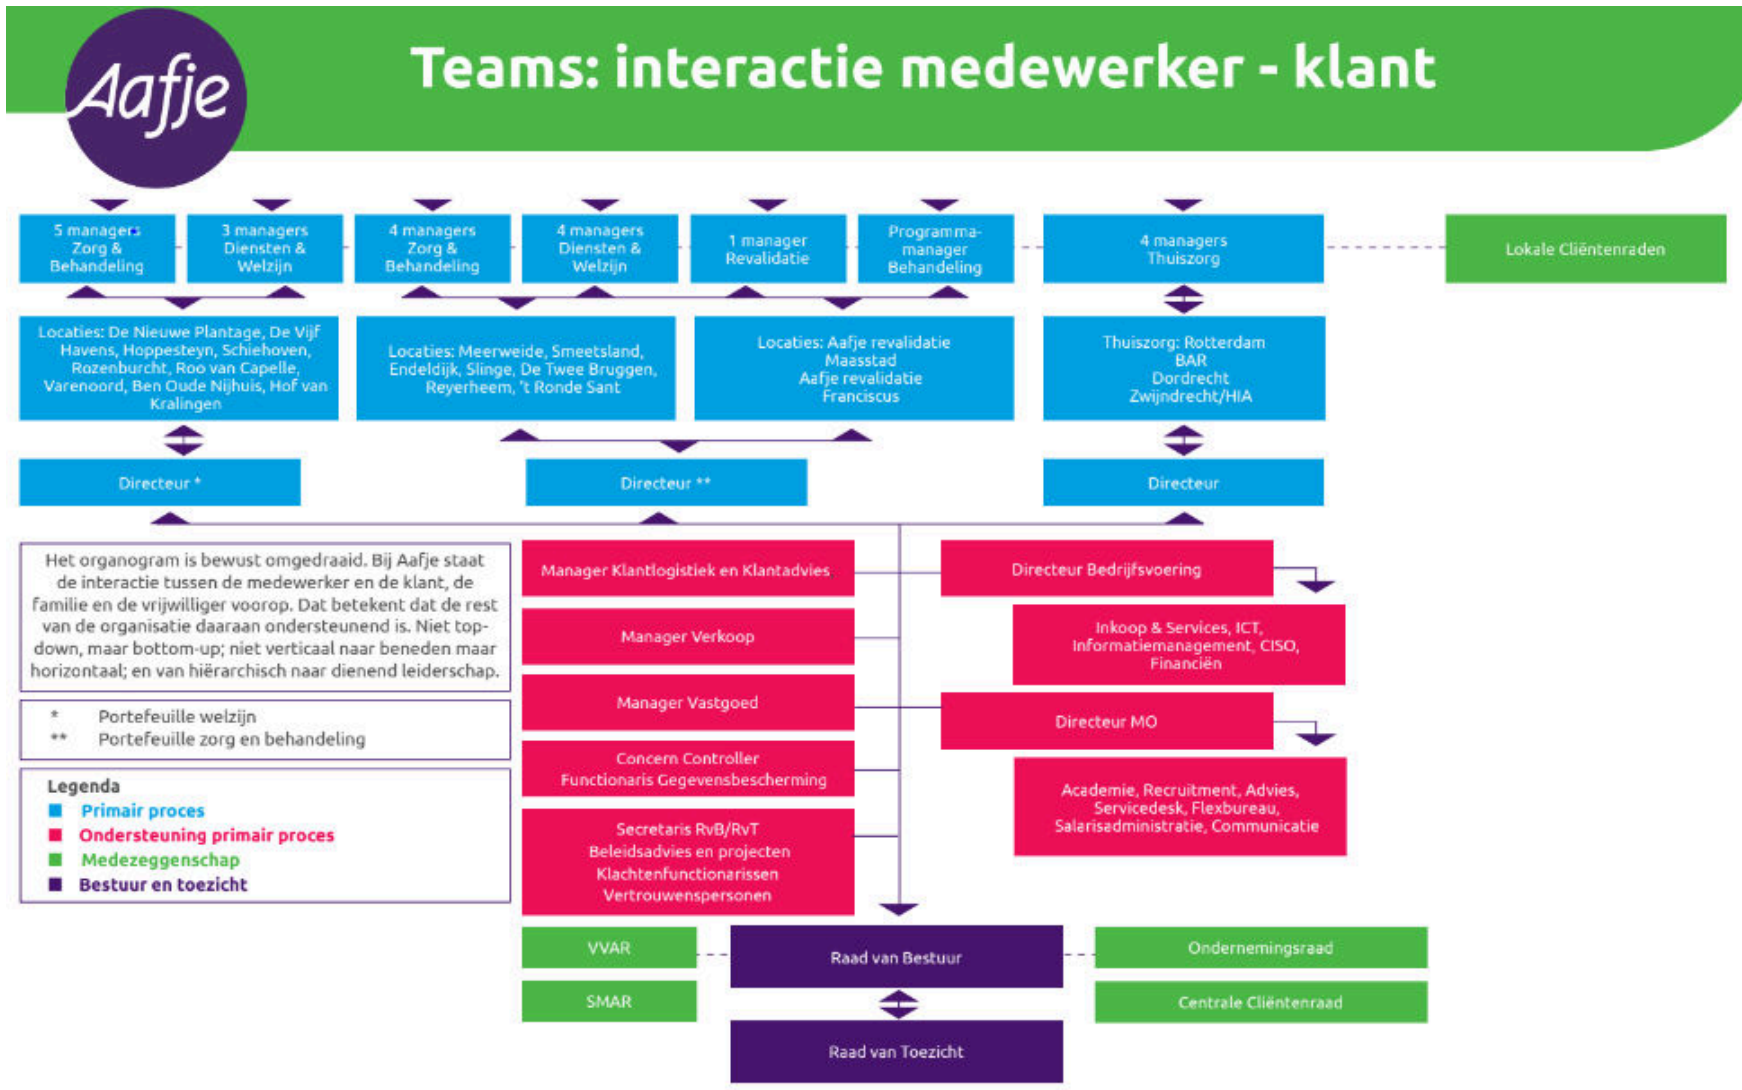 Aafje
Teams: interactie medewerker - klant
5 managers
Zorg &
Behandeling
3 managers
Diensten &
Welzijn
4 managers
Zorg &
Behandeling
4 managers
Diensten &
Welzijn
1 manager
Revalidatie
Programma-
manager
Behandeling
4 managers
Thuiszorg
Lokale Cliëntenraden
Locaties: De Nieuwe Plantage, De Vijf
Havens, Hoppesteyn, Schiehoven,
Rozenburcht, Roo van Capelle,
Varenoord, Ben Oude Nijhuis, Hof van
Kralingen
Locaties: Meerweide, Smeetsland,
Endeldijk, Slinge, De Twee Bruggen,
Reyerheem, 't Ronde Sant
Locaties: Aafje revalidatie
Maasstad
Aafje revalidatie
Franciscus
Thuiszorg: Rotterdam
BAR
Dordrecht
Zwijndrecht/HIA
Directeur *
Directeur **
Directeur
Het organogram is bewust omgedraaid. Bij Aafje staat
de interactie tussen de medewerker en de klant, de
familie en de vrijwilliger voorop. Dat betekent dat de rest
van de organisatie daaraan ondersteunend is. Niet top-
down, maar bottom-up; niet verticaal naar beneden maar
horizontaal; en van hiërarchisch naar dienend leiderschap.
* Portefeuille welzijn
** Portefeuille zorg en behandeling
Legenda
Primair proces
Ondersteuning primair proces
Medezeggenschap
Bestuur en toezicht
Manager Klantlogistiek en Klantadvies
Manager Verkoop
Manager Vastgoed
Concern Controller
Functionaris Gegevensbescherming
Secretaris RvB/RvT
Beleidsadvies en projecten
Klachtenfunctionarissen
Vertrouwenspersonen
Directeur Bedrijfsvoering
Inkoop & Services, ICT,
Informatiemanagement, CISO,
Financiën
Directeur MO
Academie, Recruitment, Advies,
Servicedesk, Flexbureau,
Salarisadministratie, Communicatie
VVAR
SMAR
Raad van Bestuur
Ondernemingsraad
Centrale Cliëntenraad
Raad van Toezicht